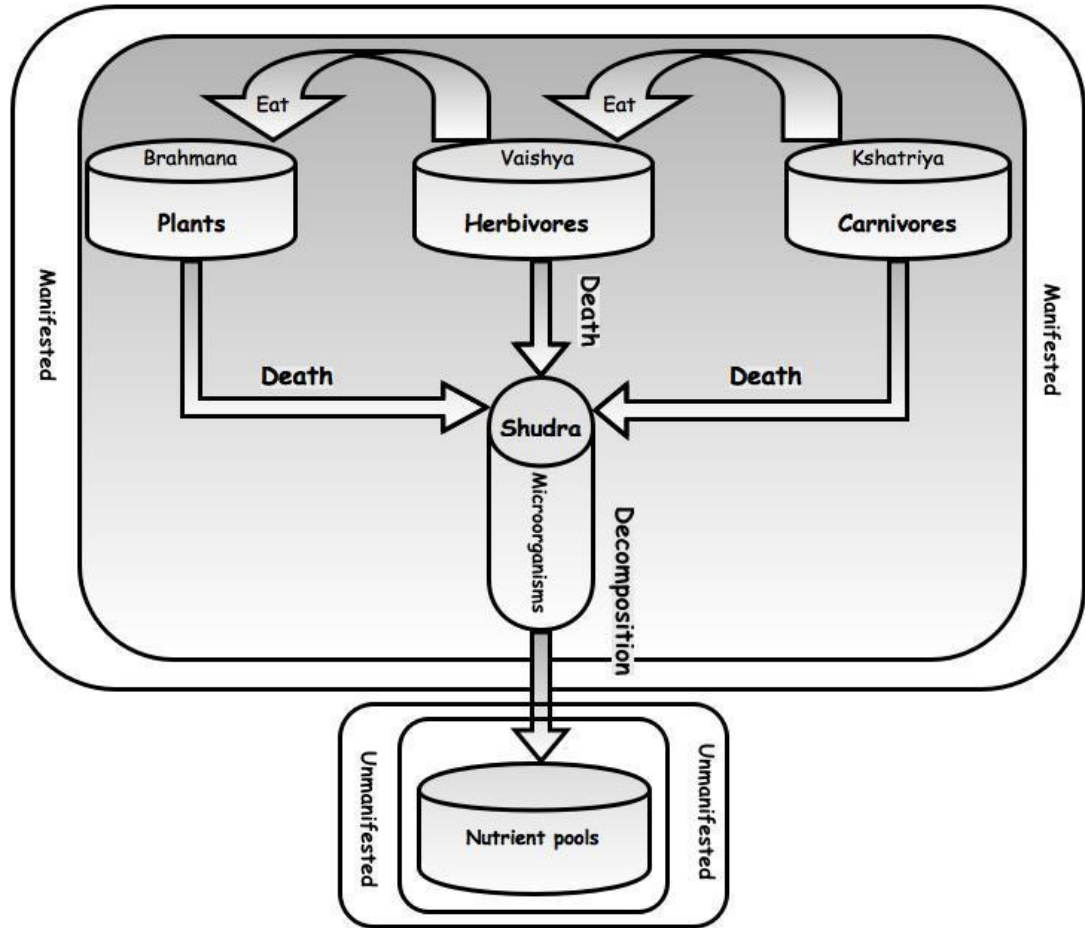 Eat
Eat
Brahmana
Vaishya
Kshatriya
Plants
Herbivores
Carnivores
Manifested
Manifested
Death
Death
Death
Shudra
Microorganisms
Decomposition
Unmanifested
Unmanifested
Nutrient pools